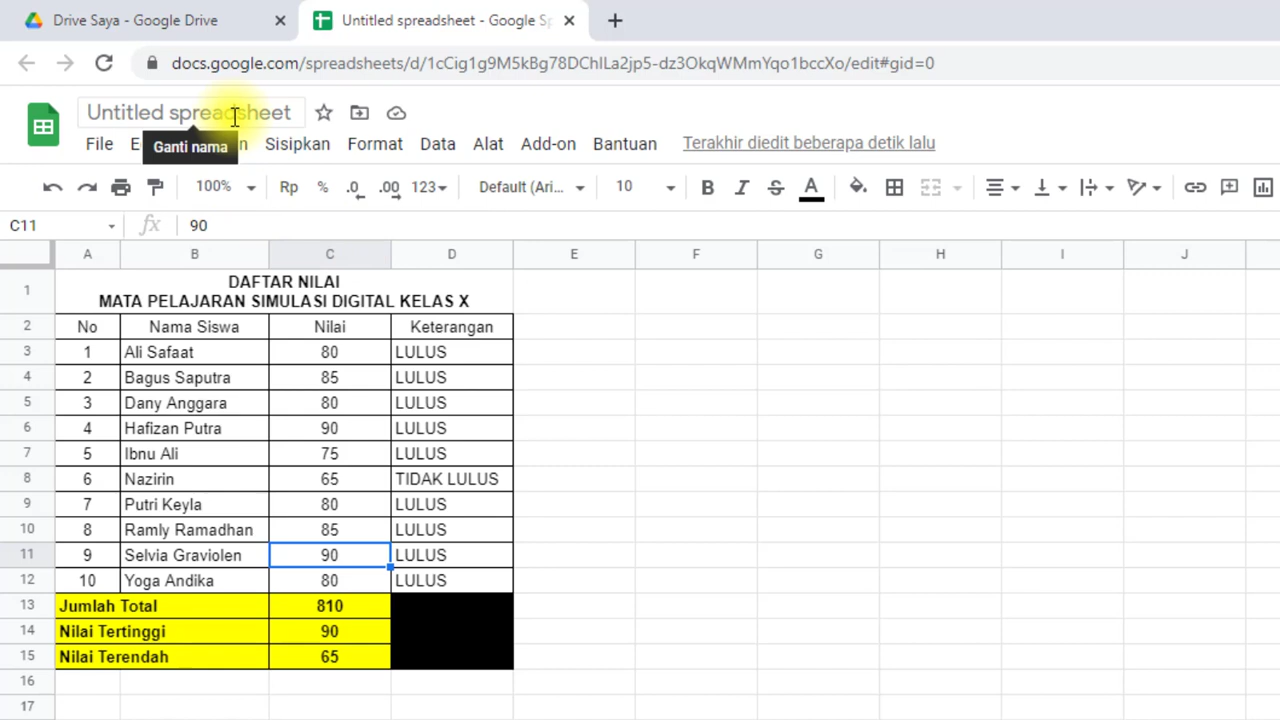 Drive Saya - Google Drive
Untitled spreadsheet - Google Sp
docs.google.com/spreadsheets/d/1cCig1g9M5kBg78DChILa2jp5-dz3OkqWMmYqo1bccXo/edit#gid=0
Untitled spreadsheet
File Sisipkan Format Data Alat Add-on Bantuan Terakhir diedit beberapa detik lalu
Ganti nama
100% Rp % .0 .00 123 Default (Ari... 10 B I S A
C11 fx 90
A B C D E F G H I J
1 DAFTAR NILAI
MATA PELAJARAN SIMULASI DIGITAL KELAS X
2 No Nama Siswa Nilai Keterangan
3 1 Ali Safaat 80 LULUS
4 2 Bagus Saputra 85 LULUS
5 3 Dany Anggara 80 LULUS
6 4 Hafizan Putra 90 LULUS
7 5 Ibnu Ali 75 LULUS
8 6 Nazirin 65 TIDAK LULUS
9 7 Putri Keyla 80 LULUS
10 8 Ramly Ramadhan 85 LULUS
11 9 Selvia Graviolen 90 LULUS
12 10 Yoga Andika 80 LULUS
13 Jumlah Total 810
14 Nilai Tertinggi 90
15 Nilai Terendah 65
16
17